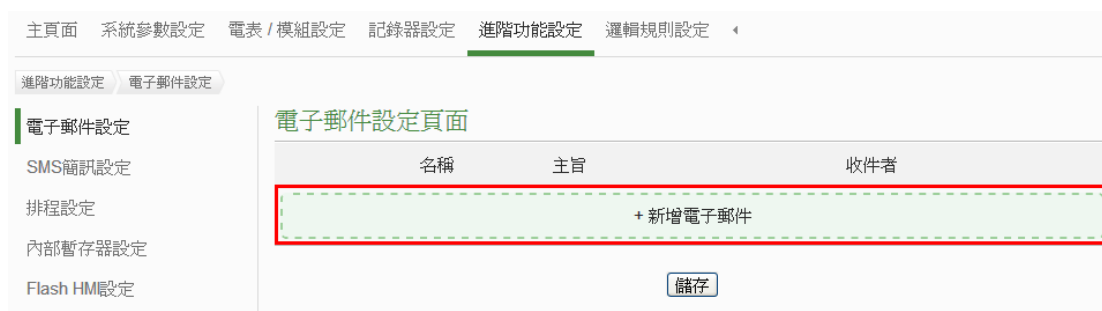 主頁面 系統參數設定 電表 / 模組設定 記錄器設定 進階功能設定 邏輯規則設定
進階功能設定 電子郵件設定
電子郵件設定
SMS簡訊設定
排程設定
內部暫存器設定
Flash HMI設定
電子郵件設定頁面
名稱 主旨 收件者
+ 新增電子郵件
儲存